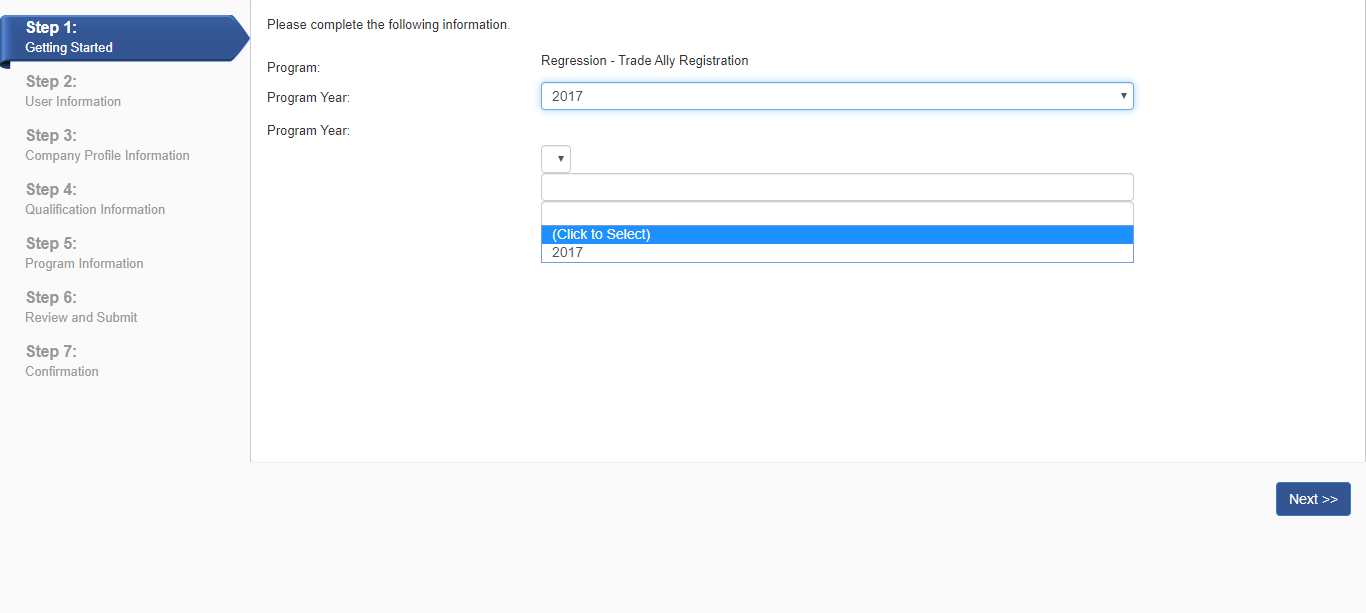 Step 1:
Getting Started
Step 2:
User Information
Step 3:
Company Profile Information
Step 4:
Qualification Information
Step 5:
Program Information
Step 6:
Review and Submit
Step 7:
Confirmation
Please complete the following information.
Program:
Regression - Trade Ally Registration
Program Year:
2017
Program Year:
(Click to Select)
2017
Next >>